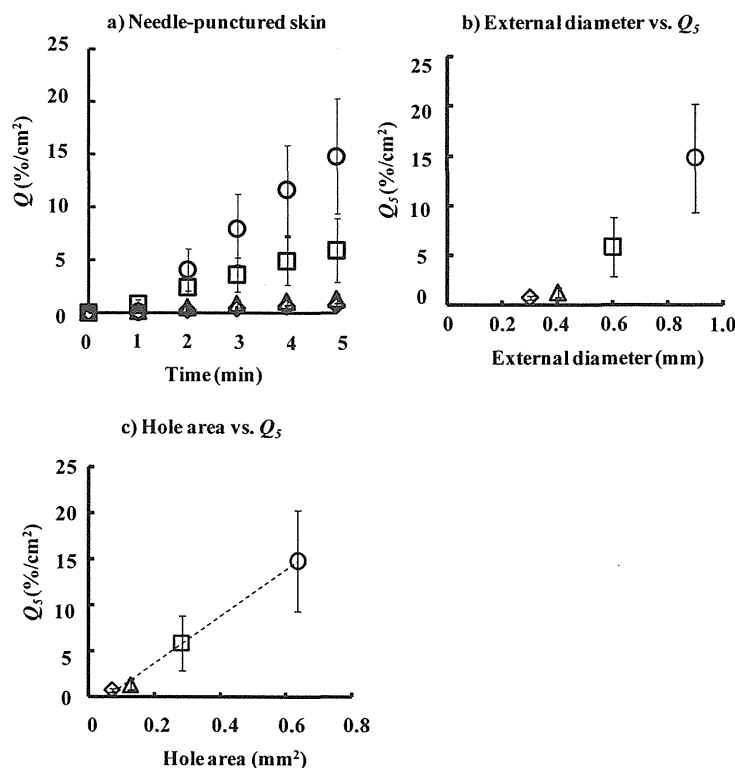 a) Needle-punctured skin
25
20
15
10
5
0
Q (%/cm²)
0 1 2 3 4 5
Time (min)
b) External diameter vs. Q₅
25
20
15
10
5
0
Q₅ (%/cm²)
0 0.2 0.4 0.6 0.8 1.0
External diameter (mm)
c) Hole area vs. Q₅
25
20
15
10
5
0
Q₅ (%/cm²)
0 0.2 0.4 0.6 0.8
Hole area (mm²)